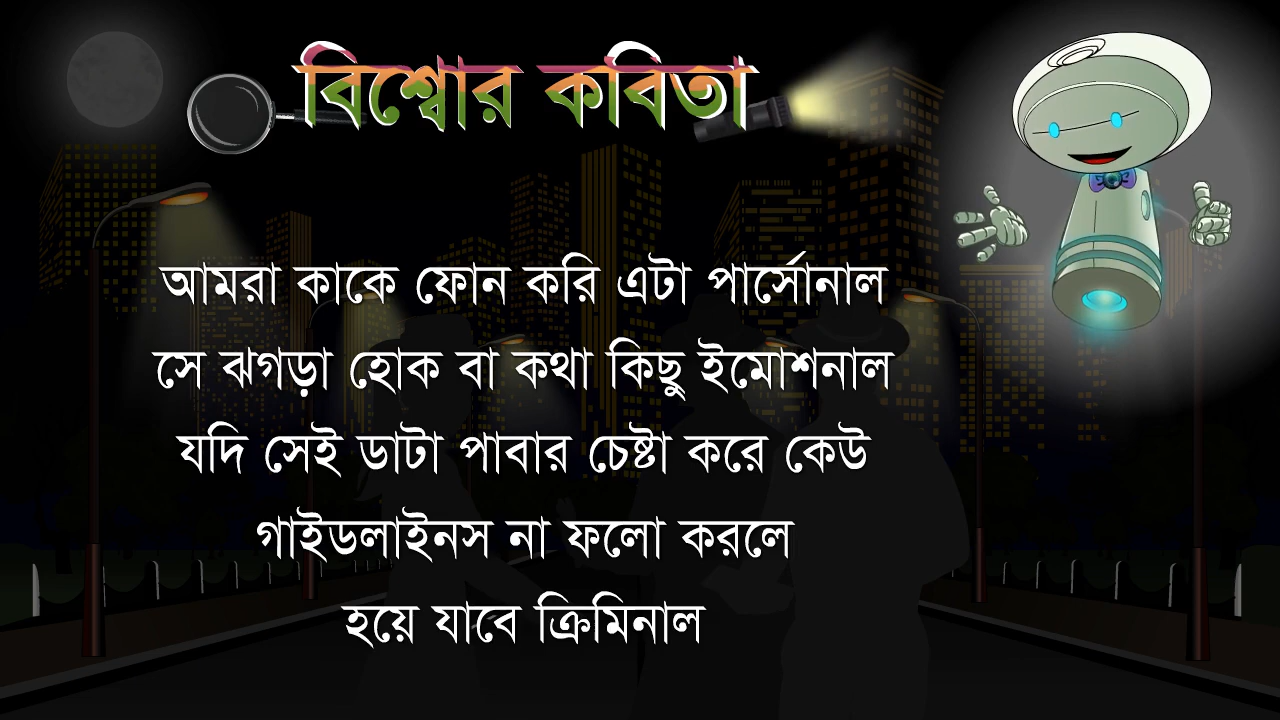 বিশ্বোর কবিতা
আমরা কাকে ফোন করি এটা পার্সোনাল
সে ঝগড়া হোক বা কথা কিছু ইমোশনাল
যদি সেই ডাটা পাবার চেষ্টা করে কেউ
গাইডলাইনস না ফলো করলে
হয়ে যাবে ক্রিমিনাল